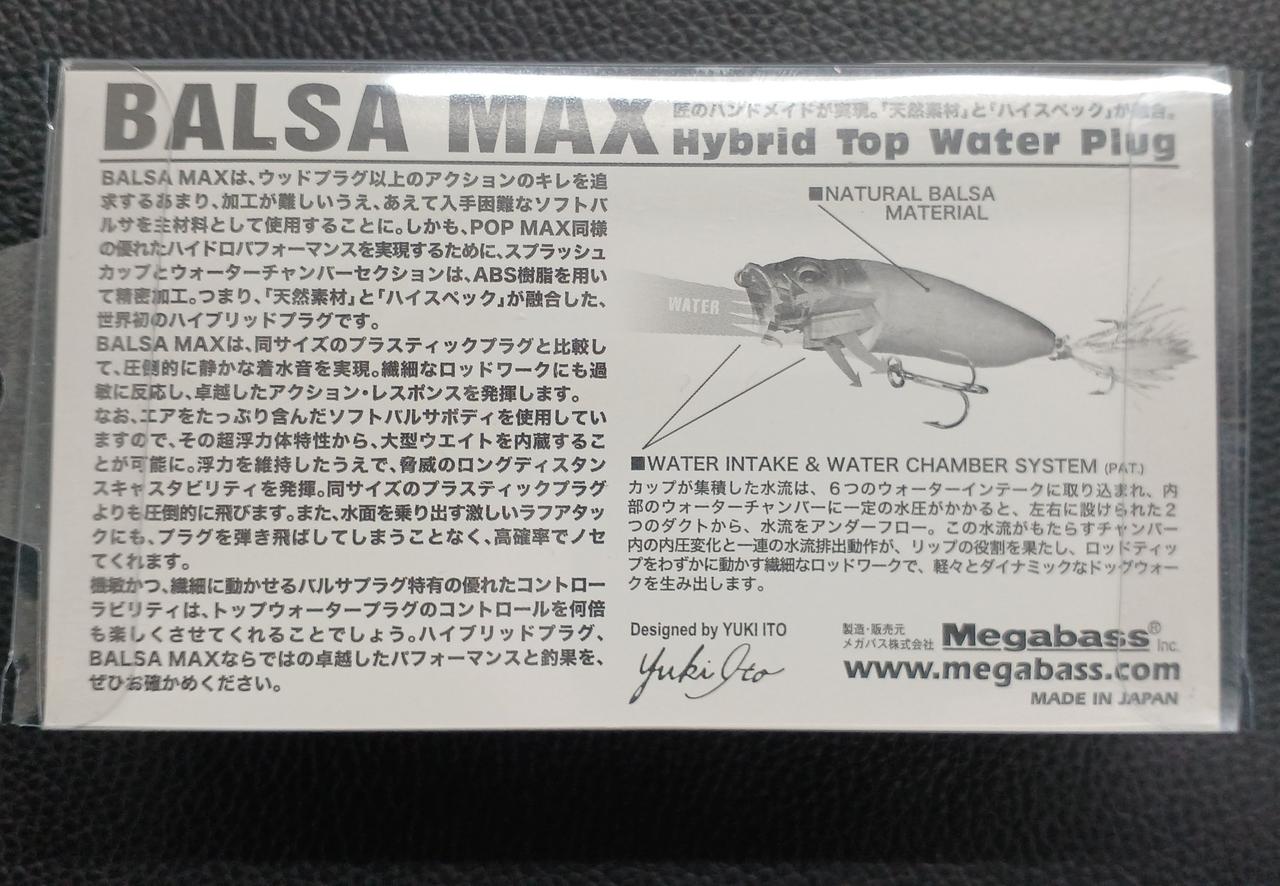 BALSA MAX
匠のハンドメイドが実現。「天然素材」と「ハイスペック」が融合。
Hybrid Top Water Plug
BALSA MAXは、ウッドプラグ以上のアクションのキレを追
求するあまり、加工が難しいうえ、あえて入手困難なソフトバ
ルサを主材料として使用することに。しかも、POP MAX同様
の優れたハイドロパフォーマンスを実現するために、スプラッシュ
カップとウォーターチャンバーセクションは、ABS樹脂を用い
て精密加工。つまり、「天然素材」と「ハイスペック」が融合した、
世界初のハイブリッドプラグです。
BALSA MAXは、同サイズのプラスティックプラグと比較し
て、圧倒的に静かな着水音を実現。繊細なロッドワークにも過
敏に反応し、卓越したアクション・レスポンスを発揮します。
なお、エアをたっぷり含んだソフトバルサボディを使用してい
ますので、その超浮力体特性から、大型ウエイトを内蔵するこ
とが可能に。浮力を維持したうえで、脅威のロングディスタン
スキャスタビリティを発揮。同サイズのプラスティックプラグ
よりも圧倒的に飛びます。また、水面を乗り出す激しいラフアタッ
クにも、プラグを弾き飛ばしてしまうことなく、高確率でノセ
てくれます。
機敏かつ、繊細に動かせるバルサプラグ特有の優れたコントロー
ラビリティは、トップウォータープラグのコントロールを何倍
も楽しくさせてくれることでしょう。ハイブリッドプラグ、
BALSA MAXならではの卓越したパフォーマンスと釣果を、
ぜひお確かめください。
■NATURAL BALSA
MATERIAL
WATER
■WATER INTAKE & WATER CHAMBER SYSTEM (PAT.)
カップが集積した水流は、6つのウォーターインテークに取り込まれ、内
部のウォーターチャンバーに一定の水圧がかかると、左右に設けられた2
つのダクトから、水流をアンダーフロー。この水流がもたらすチャンバー
内の内圧変化と一連の水流排出動作が、リップの役割を果たし、ロッドティッ
プをわずかに動かす繊細なロッドワークで、軽々とダイナミックなドッグウォー
クを生み出します。
Designed by YUKI ITO
Yuki Ito
製造・販売元
メガバス株式会社
Megabass® Inc.
www.megabass.com
MADE IN JAPAN